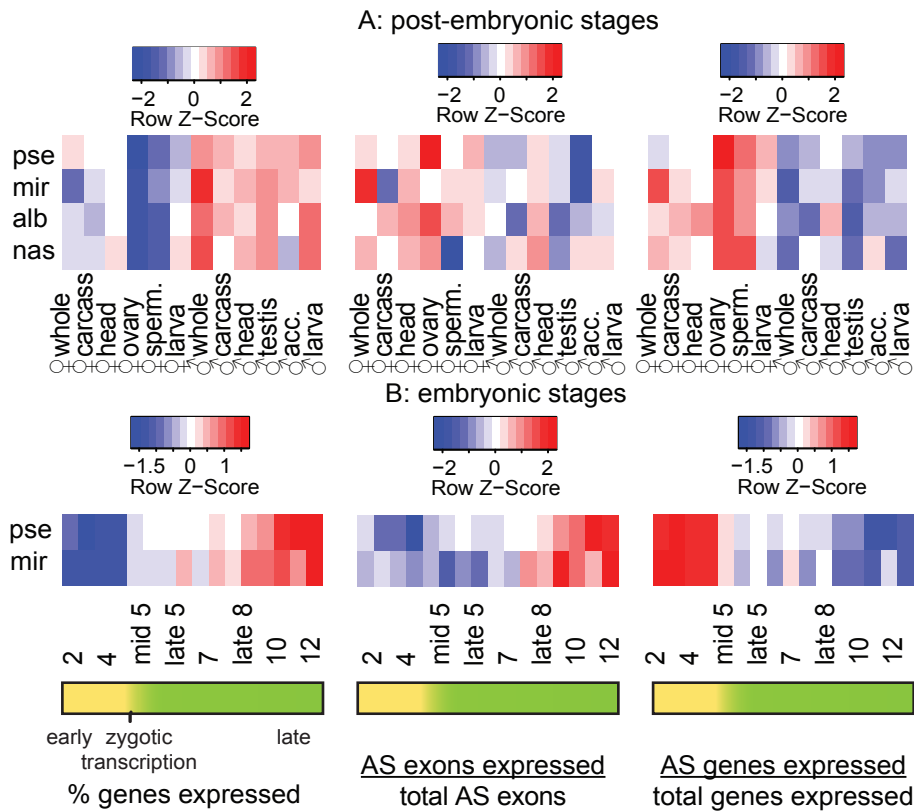 A: post-embryonic stages
−2 0 2 −2 0 2 −2 0 2
Row Z−Score Row Z−Score Row Z−Score
pse
mir
alb
nas
♀whole ♀carcass ♀head ♀ovary ♀sperm. ♀larva ♂whole ♂carcass ♂head ♂testis ♂acc. ♂larva ♀whole ♀carcass ♀head ♀ovary ♀sperm. ♀larva ♂whole ♂carcass ♂head ♂testis ♂acc. ♂larva ♀whole ♀carcass ♀head ♀ovary ♀sperm. ♀larva ♂whole ♂carcass ♂head ♂testis ♂acc. ♂larva
B: embryonic stages
−1.5 0 1 −2 0 2 −1.5 0 1
Row Z−Score Row Z−Score Row Z−Score
pse
mir
2 4 mid 5 late 5 7 late 8 10 12 2 4 mid 5 late 5 7 late 8 10 12 2 4 mid 5 late 5 7 late 8 10 12
early zygotic late
transcription
% genes expressed
AS exons expressed
total AS exons
AS genes expressed
total genes expressed